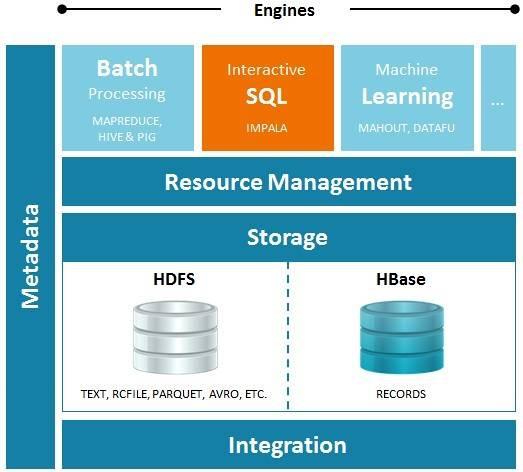 Engines
Metadata
Batch
Processing
MAPREDUCE,
HIVE & PIG
Interactive
SQL
IMPALA
Machine
Learning
MAHOUT, DATAFU
...
Resource Management
Storage
HDFS
TEXT, RCFILE, PARQUET, AVRO, ETC.
HBase
RECORDS
Integration